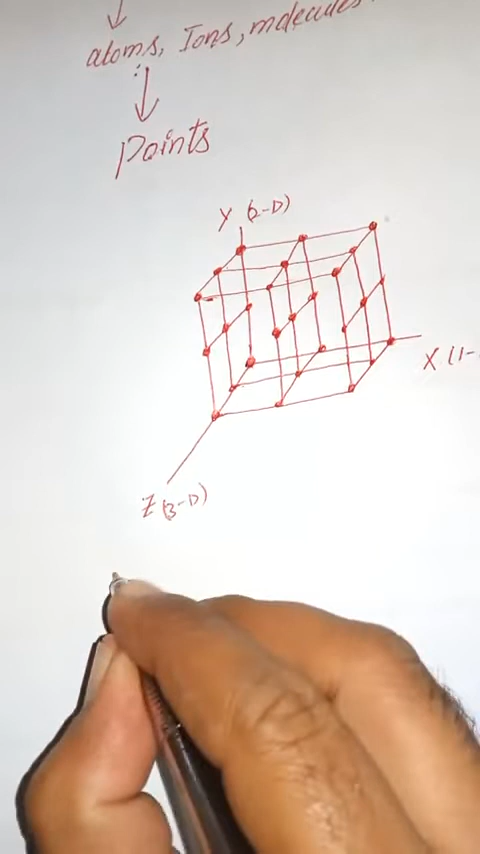 atoms, Ions, molecules
Points
Y (2-D)
X (1-
Z (3-D)